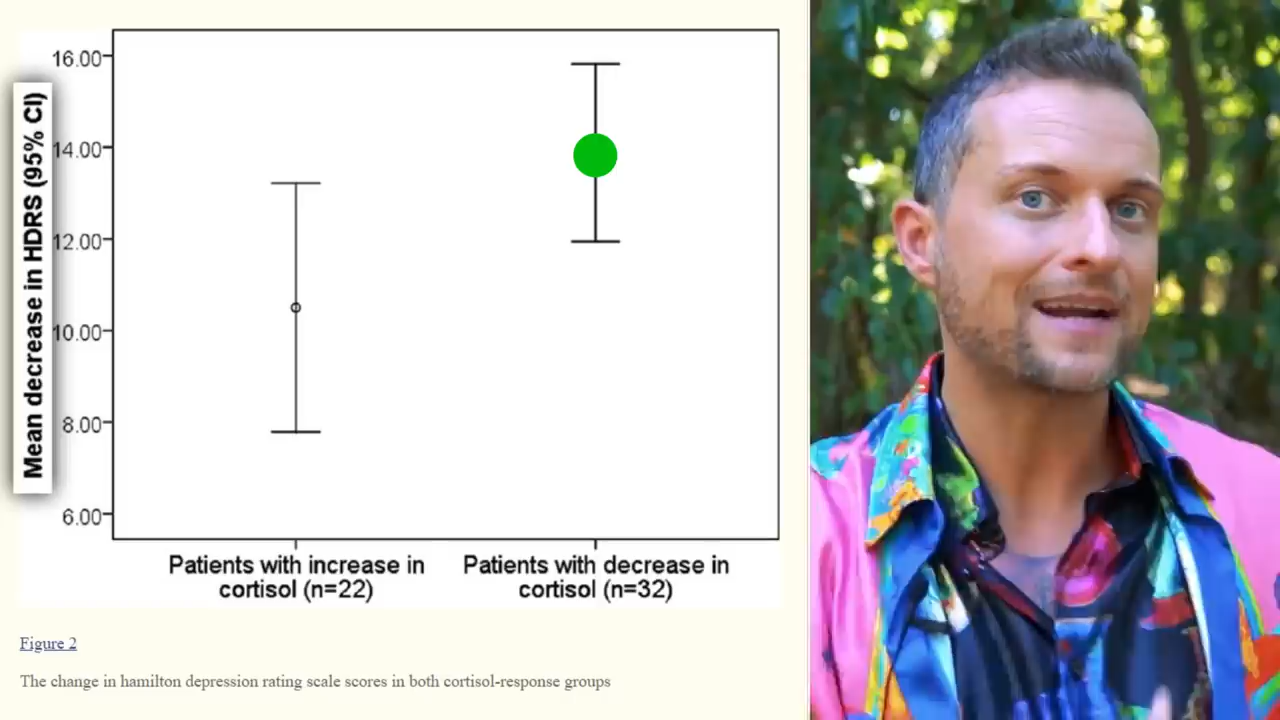 Mean decrease in HDRS (95% CI)
16.00
14.00
12.00
10.00
8.00
6.00
Patients with increase in
cortisol (n=22)
Patients with decrease in
cortisol (n=32)
Figure 2
The change in hamilton depression rating scale scores in both cortisol-response groups